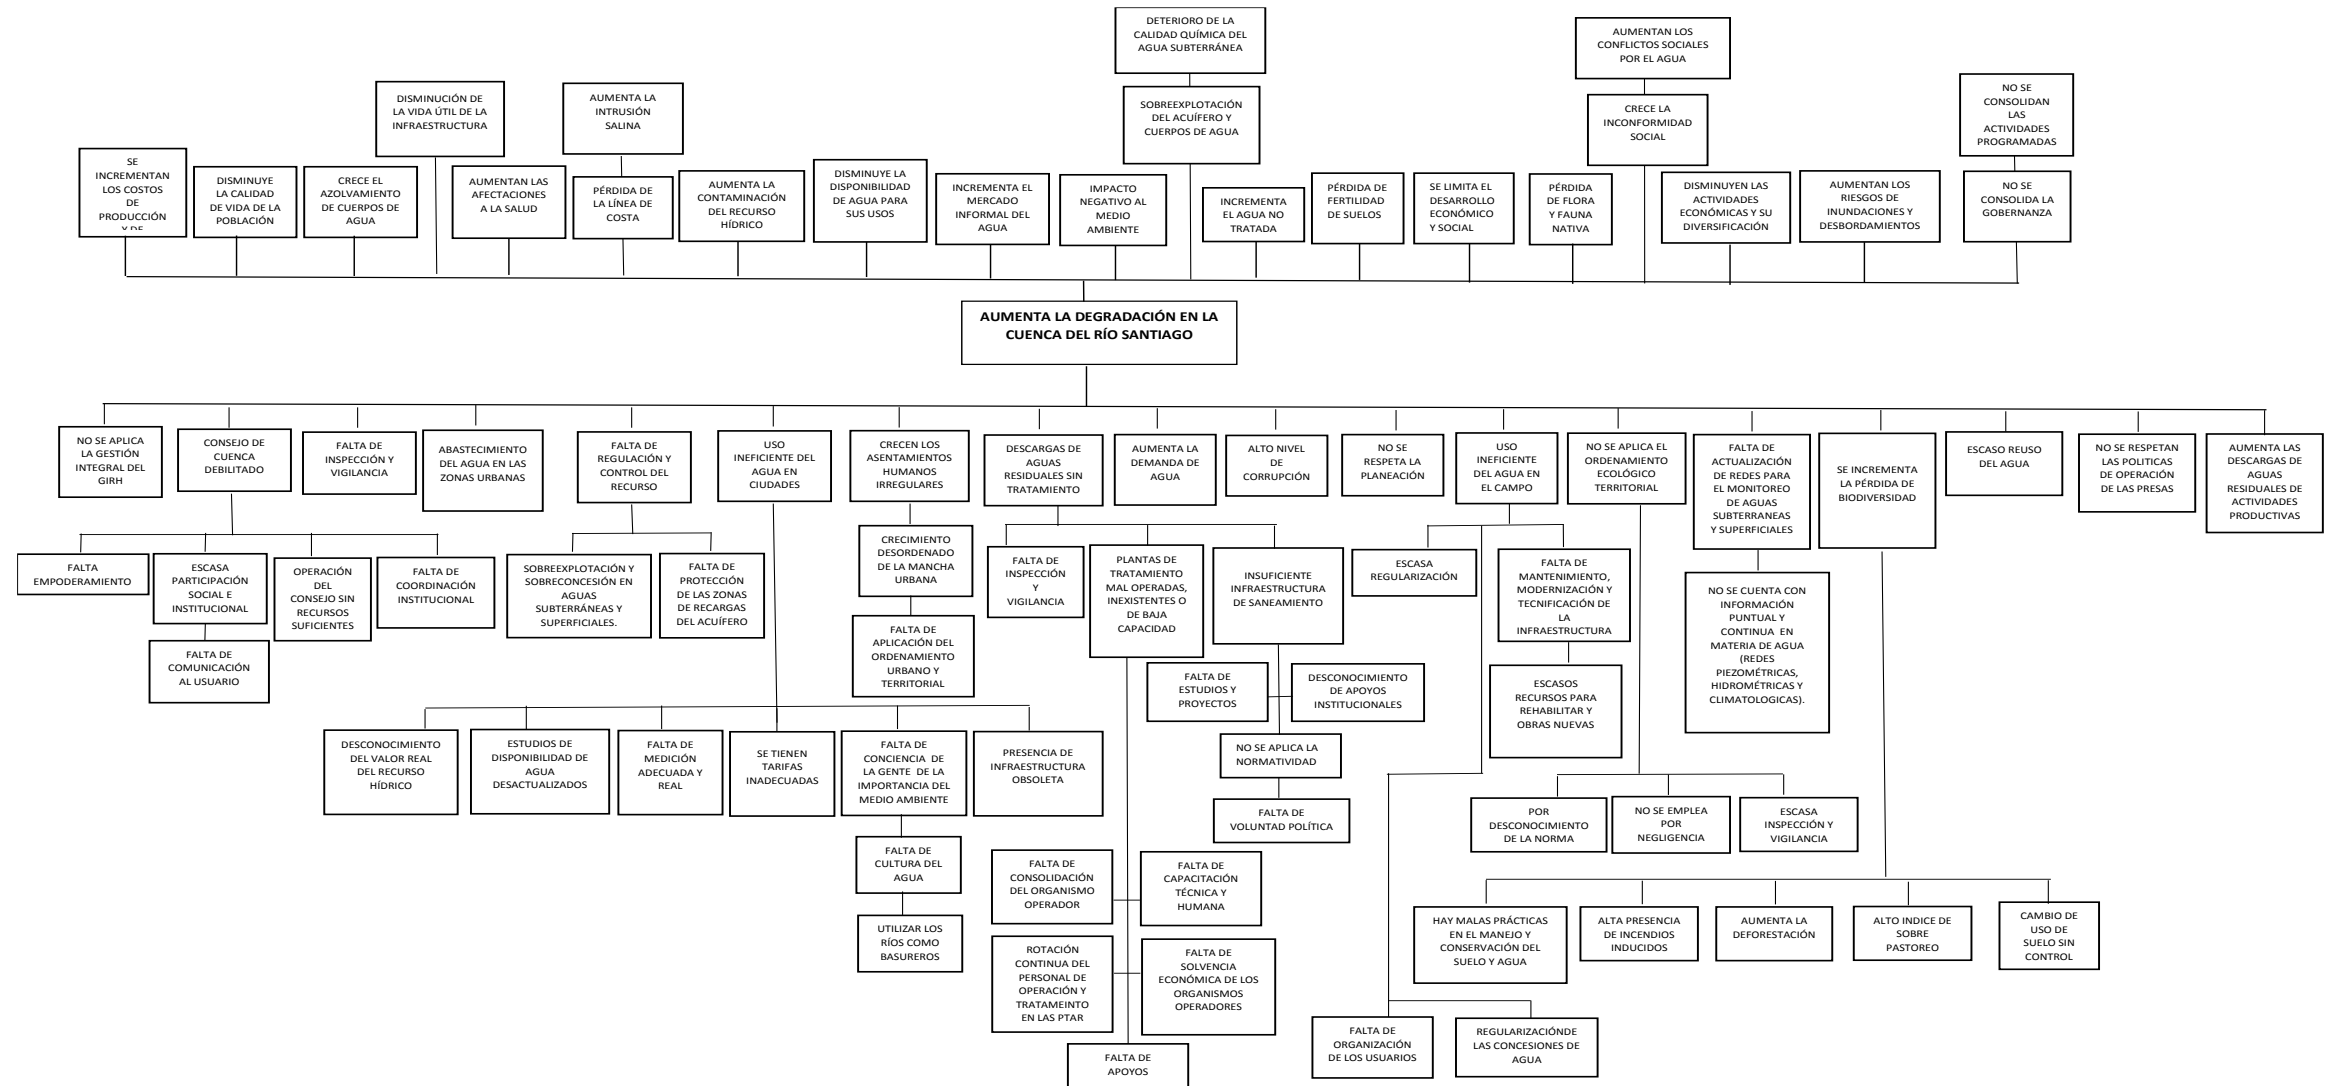 DETERIORO DE LA
CALIDAD QUÍMICA DEL
AGUA SUBTERRÁNEA
AUMENTAN LOS
CONFLICTOS SOCIALES
POR EL AGUA
DISMINUCIÓN DE
LA VIDA ÚTIL DE LA
INFRAESTRUCTURA
AUMENTA LA
INTRUSIÓN
SALINA
SOBREEXPLOTACIÓN
DEL ACUÍFERO Y
CUERPOS DE AGUA
CRECE LA
INCONFORMIDAD
SOCIAL
NO SE
CONSOLIDAN
LAS
ACTIVIDADES
PROGRAMADAS
SE
INCREMENTAN
LOS COSTOS
DE
PRODUCCIÓN
Y DE
DISMINUYE
LA CALIDAD
DE VIDA DE LA
POBLACIÓN
CRECE EL
AZOLVAMIENTO
DE CUERPOS DE
AGUA
AUMENTAN LAS
AFECTACIONES
A LA SALUD
PÉRDIDA DE
LA LÍNEA DE
COSTA
AUMENTA LA
CONTAMINACIÓN
DEL RECURSO
HÍDRICO
DISMINUYE LA
DISPONIBILIDAD
DE AGUA PARA
SUS USOS
INCREMENTA EL
MERCADO
INFORMAL DEL
AGUA
IMPACTO
NEGATIVO AL
MEDIO
AMBIENTE
INCREMENTA
EL AGUA NO
TRATADA
PÉRDIDA DE
FERTILIDAD
DE SUELOS
SE LIMITA EL
DESARROLLO
ECONÓMICO
Y SOCIAL
PÉRDIDA
DE FLORA
Y FAUNA
NATIVA
DISMINUYEN LAS
ACTIVIDADES
ECONÓMICAS Y SU
DIVERSIFICACIÓN
AUMENTAN LOS
RIESGOS DE
INUNDACIONES Y
DESBORDAMIENTOS
NO SE
CONSOLIDA LA
GOBERNANZA
AUMENTA LA DEGRADACIÓN EN LA
CUENCA DEL RÍO SANTIAGO
NO SE APLICA
LA GESTIÓN
INTEGRAL DEL
GIRH
CONSEJO DE
CUENCA
DEBILITADO
FALTA DE
INSPECCIÓN Y
VIGILANCIA
ABASTECIMIENTO
DEL AGUA EN LAS
ZONAS URBANAS
FALTA DE
REGULACIÓN Y
CONTROL DEL
RECURSO
USO
INEFICIENTE DEL
AGUA EN
CIUDADES
CRECEN LOS
ASENTAMIENTOS
HUMANOS
IRREGULARES
DESCARGAS DE
AGUAS
RESIDUALES SIN
TRATAMIENTO
AUMENTA LA
DEMANDA DE
AGUA
ALTO NIVEL
DE
CORRUPCIÓN
NO SE
RESPETA LA
PLANEACIÓN
USO
INEFICIENTE
DEL AGUA EN
EL CAMPO
NO SE APLICA EL
ORDENAMIENTO
ECOLÓGICO
TERRITORIAL
FALTA DE
ACTUALIZACIÓN
DE REDES PARA
EL MONITOREO
DE AGUAS
SUBTERRANEAS
Y SUPERFICIALES
SE INCREMENTA
LA PÉRDIDA DE
BIODIVERSIDAD
ESCASO REUSO
DEL AGUA
NO SE RESPETAN
LAS POLITICAS
DE OPERACIÓN
DE LAS PRESAS
AUMENTA LAS
DESCARGAS DE
AGUAS
RESIDUALES DE
ACTIVIDADES
PRODUCTIVAS
FALTA
EMPODERAMIENTO
ESCASA
PARTICIPACIÓN
SOCIAL E
INSTITUCIONAL
OPERACIÓN
DEL
CONSEJO SIN
RECURSOS
SUFICIENTES
FALTA DE
COORDINACIÓN
INSTITUCIONAL
FALTA DE
COMUNICACIÓN
AL USUARIO
SOBREEXPLOTACIÓN Y
SOBRECONCESIÓN EN
AGUAS
SUBTERRÁNEAS Y
SUPERFICIALES.
FALTA DE
PROTECCIÓN
DE LAS ZONAS
DE RECARGAS
DEL ACUÍFERO
CRECIMIENTO
DESORDENADO
DE LA MANCHA
URBANA
FALTA DE
APLICACIÓN DEL
ORDENAMIENTO
URBANO Y
TERRITORIAL
FALTA DE
INSPECCIÓN
Y
VIGILANCIA
PLANTAS DE
TRATAMIENTO
MAL OPERADAS,
INEXISTENTES O
DE BAJA
CAPACIDAD
INSUFICIENTE
INFRAESTRUCTURA
DE SANEAMIENTO
ESCASA
REGULARIZACIÓN
FALTA DE
MANTENIMIENTO,
MODERNIZACIÓN Y
TECNIFICACIÓN DE
LA
INFRAESTRUCTURA
ESCASOS
RECURSOS PARA
REHABILITAR Y
OBRAS NUEVAS
NO SE CUENTA CON
INFORMACIÓN
PUNTUAL Y
CONTINUA EN
MATERIA DE AGUA
(REDES
PIEZOMÉTRICAS,
HIDROMÉTRICAS Y
CLIMATOLOGICAS).
FALTA DE
ESTUDIOS Y
PROYECTOS
DESCONOCIMIENTO
DE APOYOS
INSTITUCIONALES
NO SE APLICA LA
NORMATIVIDAD
FALTA DE
VOLUNTAD POLÍTICA
DESCONOCIMIENTO
DEL VALOR REAL
DEL RECURSO
HÍDRICO
ESTUDIOS DE
DISPONIBILIDAD DE
AGUA
DESACTUALIZADOS
FALTA DE
MEDICIÓN
ADECUADA Y
REAL
SE TIENEN
TARIFAS
INADECUADAS
FALTA DE
CONCIENCIA DE
LA GENTE DE LA
IMPORTANCIA DEL
MEDIO AMBIENTE
PRESENCIA DE
INFRAESTRUCTURA
OBSOLETA
FALTA DE
CULTURA DEL
AGUA
UTILIZAR LOS
RÍOS COMO
BASUREROS
FALTA DE
CONSOLIDACIÓN
DEL ORGANISMO
OPERADOR
FALTA DE
CAPACITACIÓN
TÉCNICA Y
HUMANA
ROTACIÓN
CONTINUA DEL
PERSONAL DE
OPERACIÓN Y
TRATAMEINTO
EN LAS PTAR
FALTA DE
SOLVENCIA
ECONÓMICA DE LOS
ORGANISMOS
OPERADORES
FALTA DE
APOYOS
POR
DESCONOCIMIENTO
DE LA NORMA
NO SE EMPLEA
POR
NEGLIGENCIA
ESCASA
INSPECCIÓN Y
VIGILANCIA
HAY MALAS PRÁCTICAS
EN EL MANEJO Y
CONSERVACIÓN DEL
SUELO Y AGUA
ALTA PRESENCIA
DE INCENDIOS
INDUCIDOS
AUMENTA LA
DEFORESTACIÓN
ALTO INDICE DE
SOBRE
PASTOREO
CAMBIO DE
USO DE
SUELO SIN
CONTROL
FALTA DE
ORGANIZACIÓN
DE LOS USUARIOS
REGULARIZACIÓNDE
LAS CONCESIONES DE
AGUA